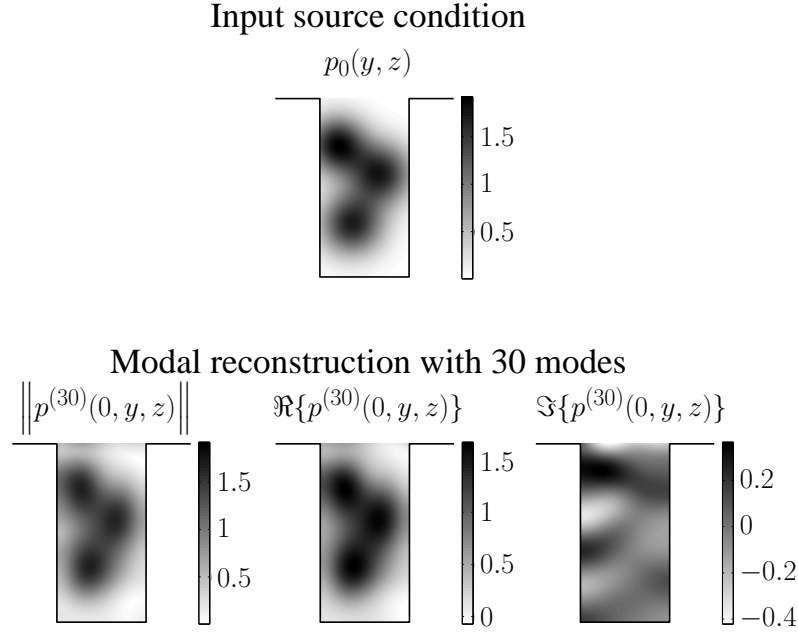 Input source condition
p₀(y, z)
1.5
1
0.5
Modal reconstruction with 30 modes
‖p⁽³⁰⁾(0, y, z)‖
ℜ{p⁽³⁰⁾(0, y, z)}
ℑ{p⁽³⁰⁾(0, y, z)}
1.5
1
0.5
1.5
1
0.5
0
0.2
0
−0.2
−0.4